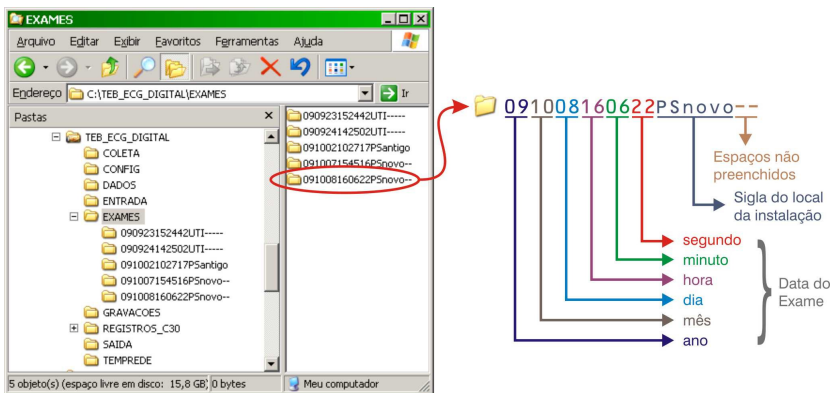 EXAMES
Arquivo Editar Exibir Favoritos Ferramentas Ajuda
Endereço C:\TEB_ECG_DIGITAL\EXAMES Ir
Pastas
TEB_ECG_DIGITAL
COLETA
CONFIG
DADOS
ENTRADA
EXAMES
090923152442UTI-----
090924142502UTI-----
091002102717PSantigo
091007154516PSnovo--
091008160622PSnovo--
GRAVACOES
REGISTROS_C30
SAIDA
TEMPREDE
090923152442UTI-----
090924142502UTI-----
091002102717PSantigo
091007154516PSnovo--
091008160622PSnovo--
5 objeto(s) (espaço livre em disco: 15,8 GB) 0 bytes Meu computador
091008160622PSnovo--
Espaços não
preenchidos
Sigla do local
da instalação
segundo
minuto
hora
dia
mês
ano
Data do
Exame